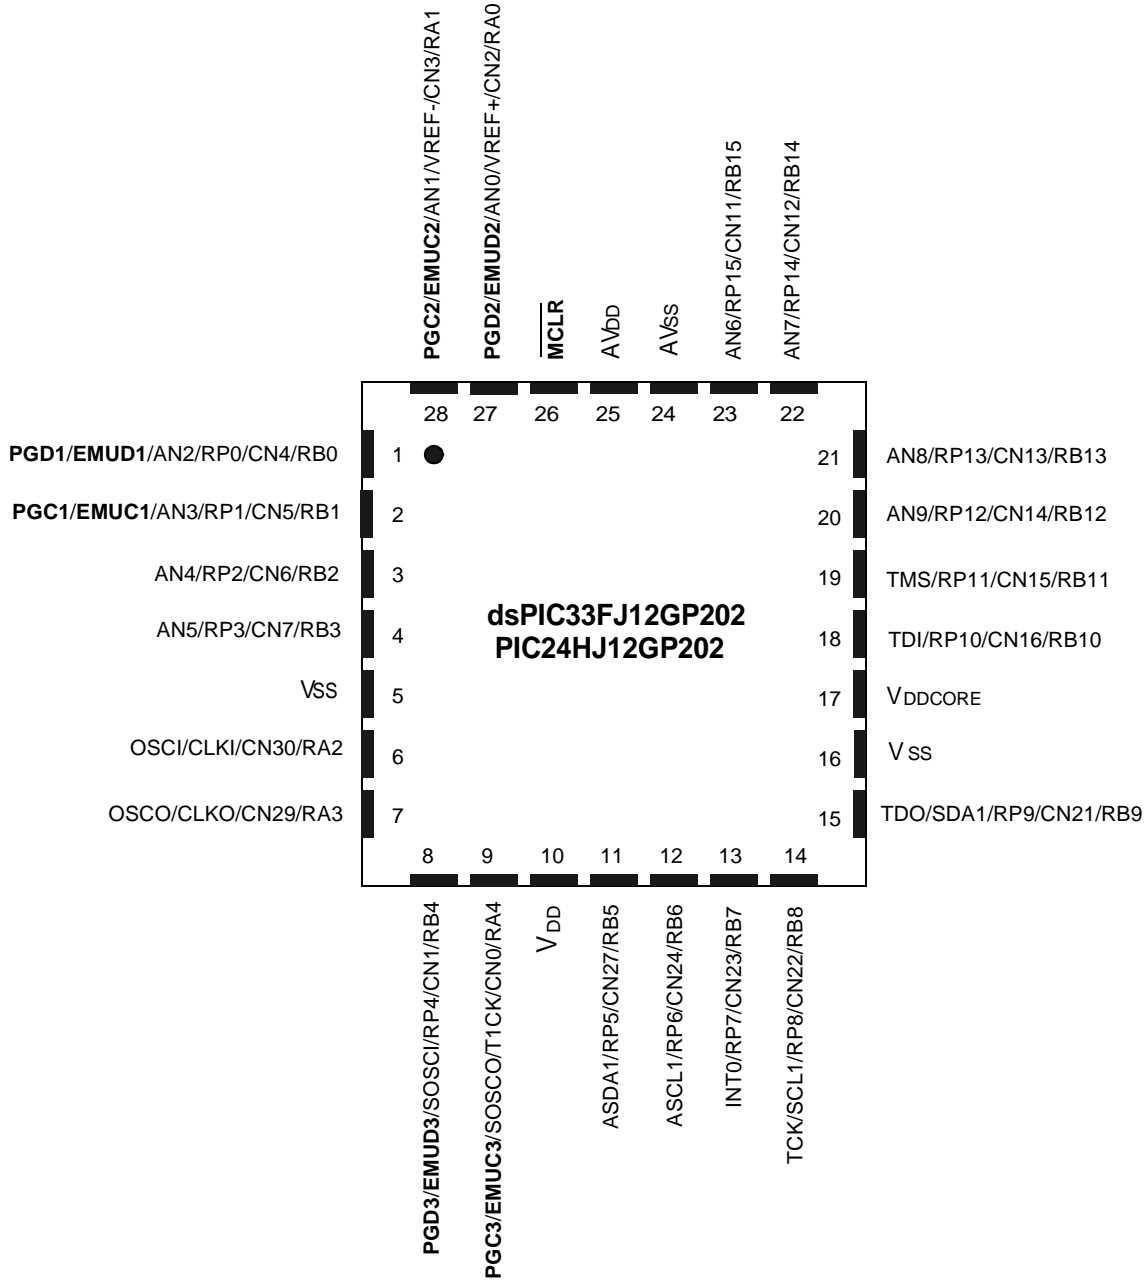 PGC2/EMUC2/AN1/VREF-/CN3/RA1
PGD2/EMUD2/AN0/VREF+/CN2/RA0
MCLR
AVDD
AVSS
AN6/RP15/CN11/RB15
AN7/RP14/CN12/RB14
28
27
26
25
24
23
22
PGD1/EMUD1/AN2/RP0/CN4/RB0
1
21
AN8/RP13/CN13/RB13
PGC1/EMUC1/AN3/RP1/CN5/RB1
2
20
AN9/RP12/CN14/RB12
AN4/RP2/CN6/RB2
3
19
TMS/RP11/CN15/RB11
dsPIC33FJ12GP202
PIC24HJ12GP202
AN5/RP3/CN7/RB3
4
18
TDI/RP10/CN16/RB10
VSS
5
17
VDDCORE
OSCI/CLKI/CN30/RA2
6
16
VSS
OSCO/CLKO/CN29/RA3
7
15
TDO/SDA1/RP9/CN21/RB9
8
9
10
11
12
13
14
PGD3/EMUD3/SOSCI/RP4/CN1/RB4
PGC3/EMUC3/SOSCO/T1CK/CN0/RA4
VDD
ASDA1/RP5/CN27/RB5
ASCL1/RP6/CN24/RB6
INT0/RP7/CN23/RB7
TCK/SCL1/RP8/CN22/RB8